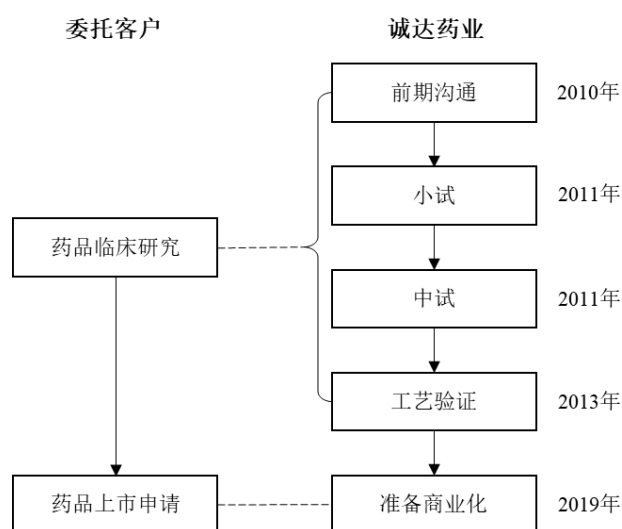 委托客户 诚达药业
前期沟通 2010年
小试 2011年
药品临床研究
中试 2011年
工艺验证 2013年
药品上市申请 准备商业化 2019年